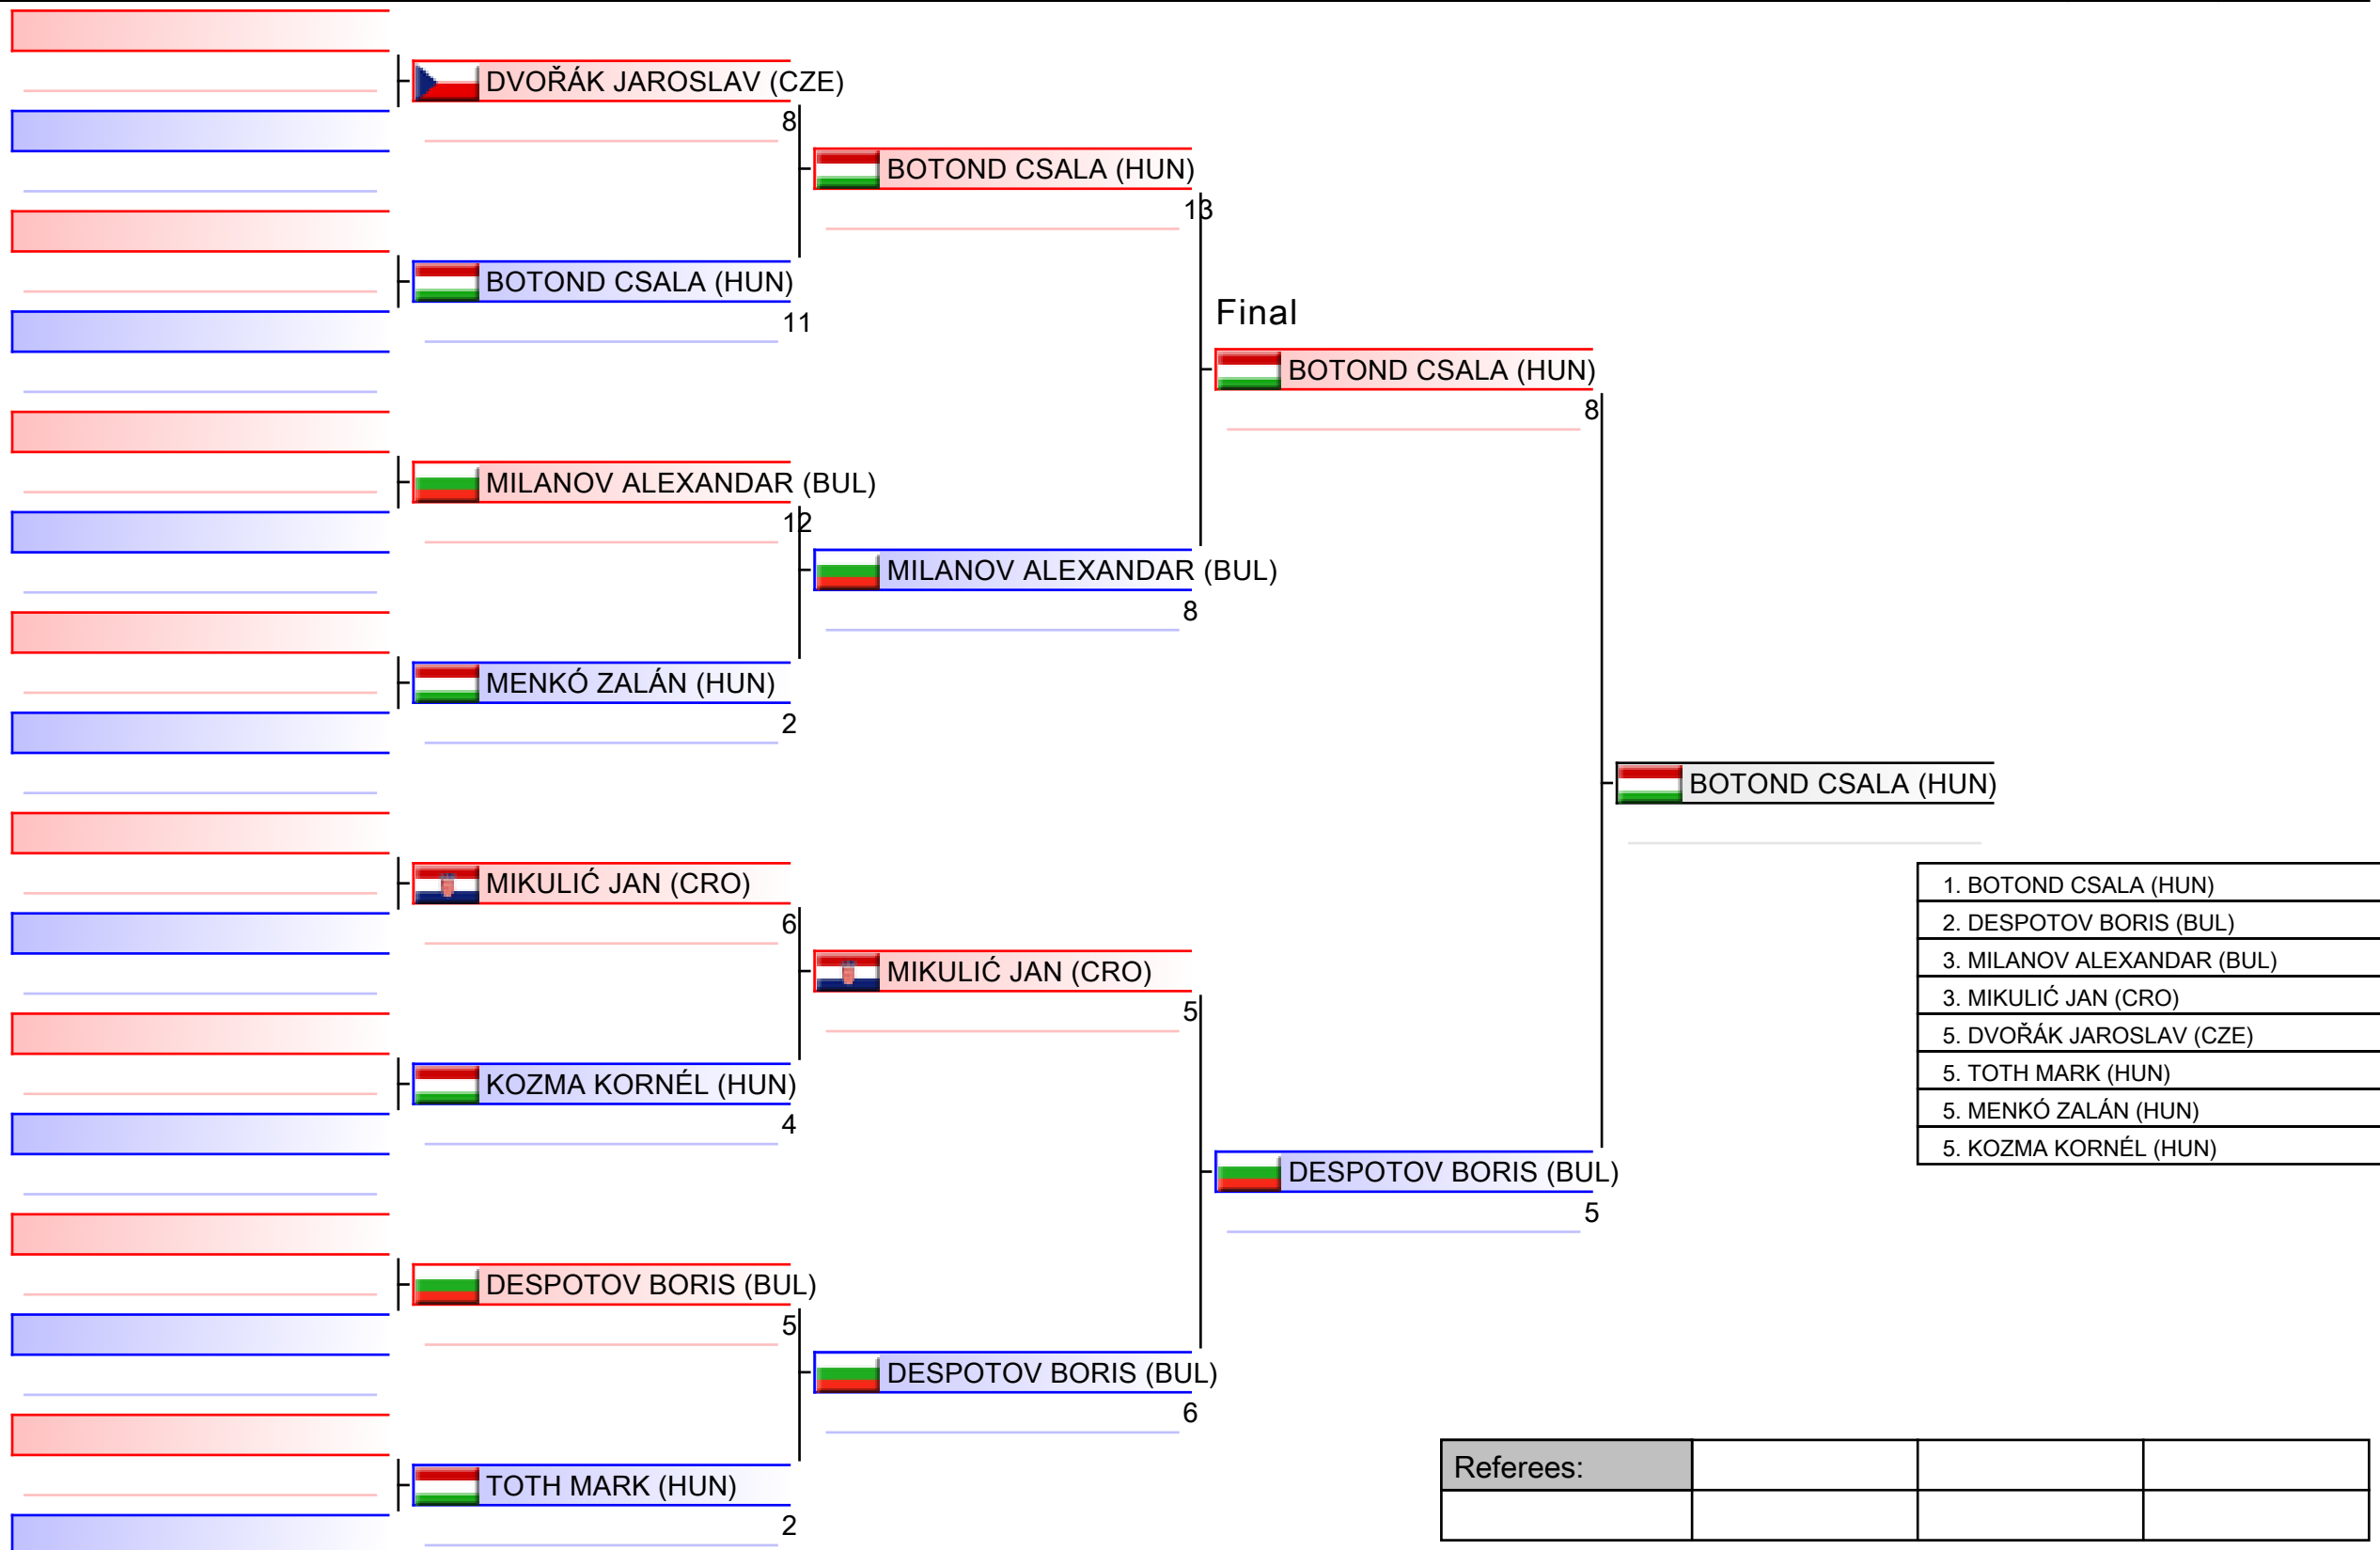 DVOŘÁK JAROSLAV (CZE)
8
BOTOND CSALA (HUN)
11
MILANOV ALEXANDAR (BUL)
12
MENKÓ ZALÁN (HUN)
2
MIKULIĆ JAN (CRO)
6
KOZMA KORNÉL (HUN)
4
DESPOTOV BORIS (BUL)
5
TOTH MARK (HUN)
2
BOTOND CSALA (HUN)
13
MILANOV ALEXANDAR (BUL)
8
MIKULIĆ JAN (CRO)
5
DESPOTOV BORIS (BUL)
6
Final
BOTOND CSALA (HUN)
8
DESPOTOV BORIS (BUL)
5
BOTOND CSALA (HUN)
1. BOTOND CSALA (HUN)
2. DESPOTOV BORIS (BUL)
3. MILANOV ALEXANDAR (BUL)
3. MIKULIĆ JAN (CRO)
5. DVOŘÁK JAROSLAV (CZE)
5. TOTH MARK (HUN)
5. MENKÓ ZALÁN (HUN)
5. KOZMA KORNÉL (HUN)
Referees: